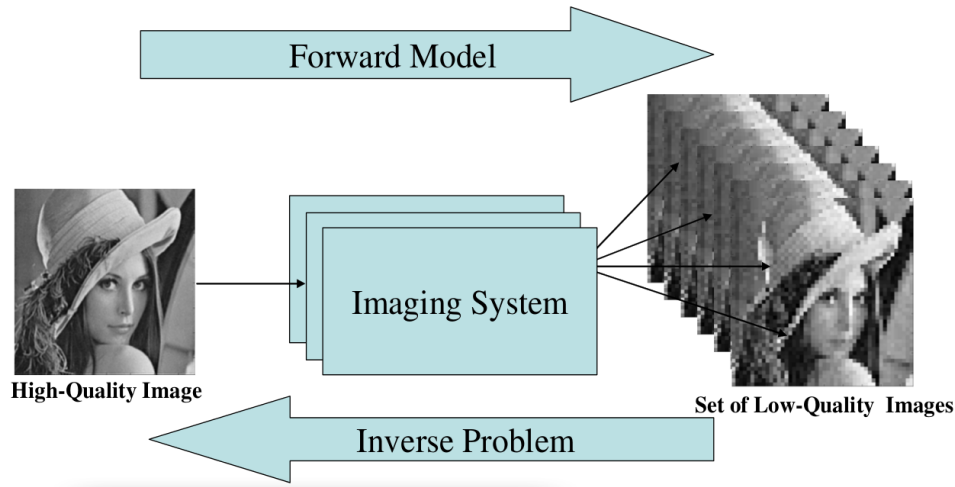 Forward Model
Imaging System
High-Quality Image
Set of Low-Quality Images
Inverse Problem